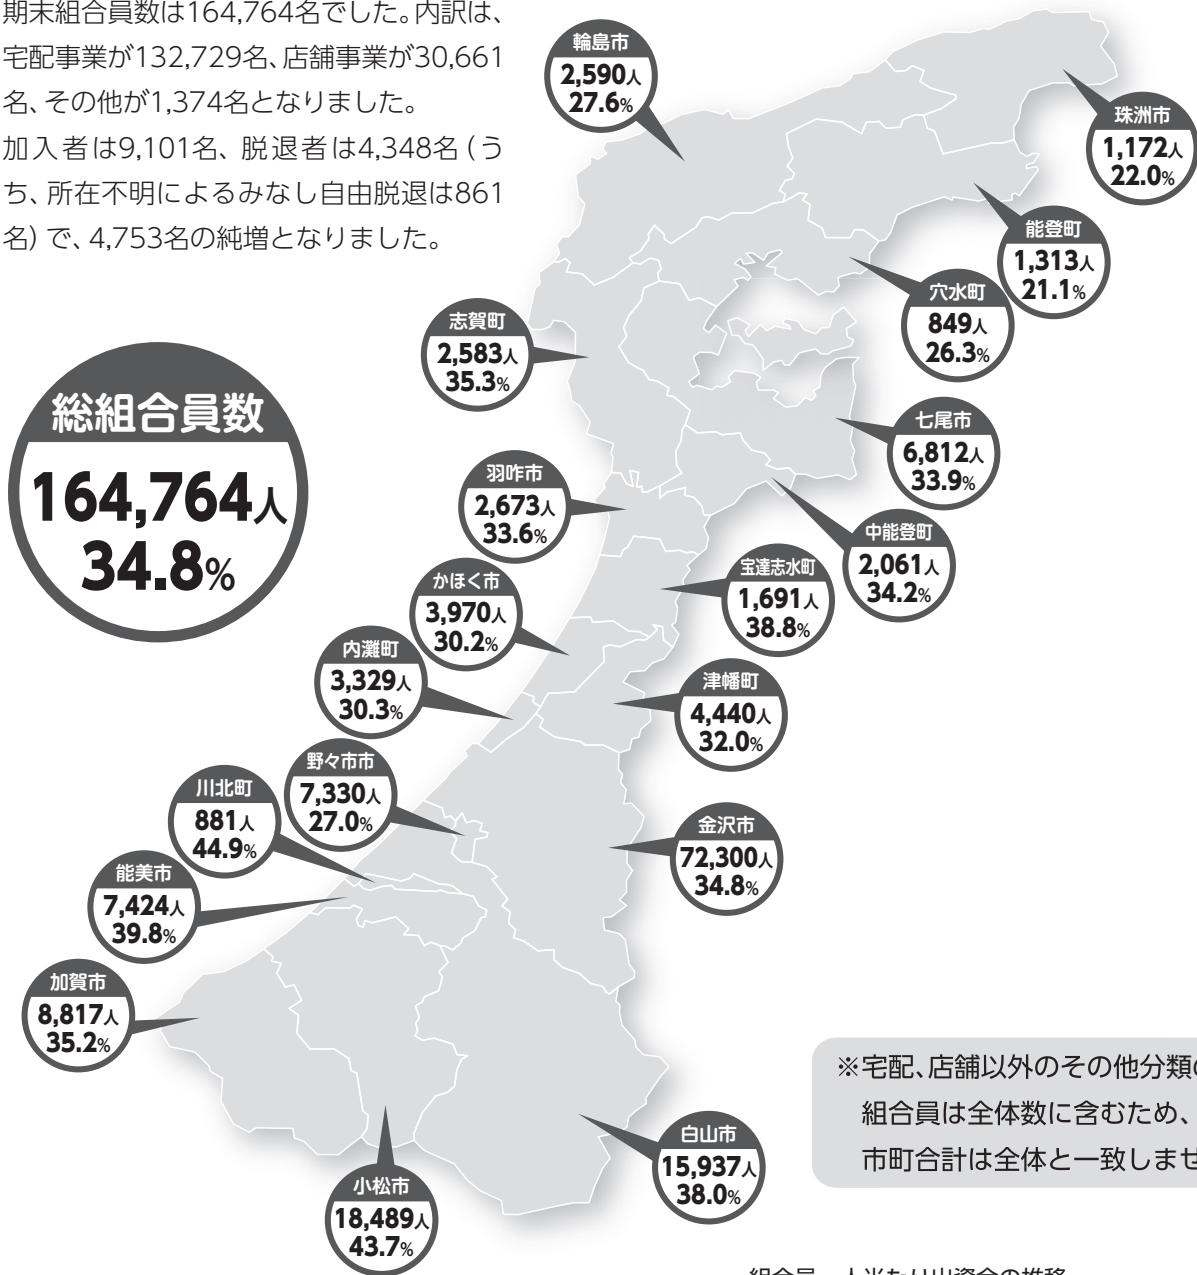 期末組合員数は164,764名でした。内訳は、
宅配事業が132,729名、店舗事業が30,661
名、その他が1,374名となりました。
加入者は9,101名、脱退者は4,348名（う
ち、所在不明によるみなし自由脱退は861
名）で、4,753名の純増となりました。
輪島市
2,590人
27.6%
珠洲市
1,172人
22.0%
能登町
1,313人
21.1%
穴水町
849人
26.3%
志賀町
2,583人
35.3%
総組合員数
164,764人
34.8%
七尾市
6,812人
33.9%
羽咋市
2,673人
33.6%
中能登町
2,061人
34.2%
宝達志水町
1,691人
38.8%
かほく市
3,970人
30.2%
内灘町
3,329人
30.3%
津幡町
4,440人
32.0%
野々市市
7,330人
27.0%
川北町
881人
44.9%
金沢市
72,300人
34.8%
能美市
7,424人
39.8%
加賀市
8,817人
35.2%
白山市
15,937人
38.0%
小松市
18,489人
43.7%
※宅配、店舗以外のその他分類の
組合員は全体数に含むため、
市町合計は全体と一致しませ